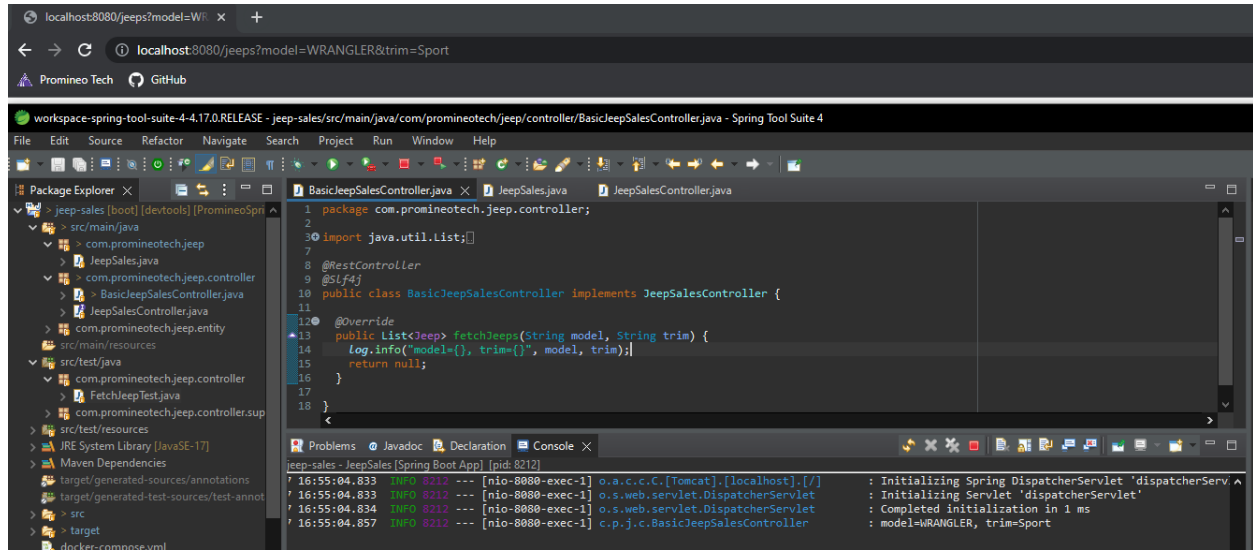 localhost:8080/jeeps?model=WR
localhost:8080/jeeps?model=WRANGLER&trim=Sport
Promineo Tech GitHub
workspace-spring-tool-suite-4-4.17.0.RELEASE - jeep-sales/src/main/java/com/promineotech/jeep/controller/BasicJeepSalesController.java - Spring Tool Suite 4
File Edit Source Refactor Navigate Search Project Run Window Help
Package Explorer
> jeep-sales [boot] [devtools] [PromineoSpri
> src/main/java
> com.promineotech.jeep
> JeepSales.java
> com.promineotech.jeep.controller
> > BasicJeepSalesController.java
> JeepSalesController.java
> com.promineotech.jeep.entity
src/main/resources
src/test/java
com.promineotech.jeep.controller
> FetchJeepTest.java
> com.promineotech.jeep.controller.sup
> src/test/resources
> JRE System Library [JavaSE-17]
> Maven Dependencies
target/generated-sources/annotations
target/generated-test-sources/test-annot
> > src
> > target
docker-compose.yml
BasicJeepSalesController.java JeepSales.java JeepSalesController.java
1 package com.promineotech.jeep.controller;
2
3 import java.util.List;
7
8 @RestController
9 @Slf4j
10 public class BasicJeepSalesController implements JeepSalesController {
11
12 @Override
13 public List<Jeep> fetchJeeps(String model, String trim) {
14 log.info("model={}, trim={}", model, trim);
15 return null;
16 }
17
18 }
Problems Javadoc Declaration Console
jeep-sales - JeepSales [Spring Boot App] [pid: 8212]
7 16:55:04.833 INFO 8212 --- [nio-8080-exec-1] o.a.c.c.C.[Tomcat].[localhost].[/] : Initializing Spring DispatcherServlet 'dispatcherServ
7 16:55:04.833 INFO 8212 --- [nio-8080-exec-1] o.s.web.servlet.DispatcherServlet : Initializing Servlet 'dispatcherServlet'
7 16:55:04.834 INFO 8212 --- [nio-8080-exec-1] o.s.web.servlet.DispatcherServlet : Completed initialization in 1 ms
7 16:55:04.857 INFO 8212 --- [nio-8080-exec-1] c.p.j.c.BasicJeepSalesController : model=WRANGLER, trim=Sport